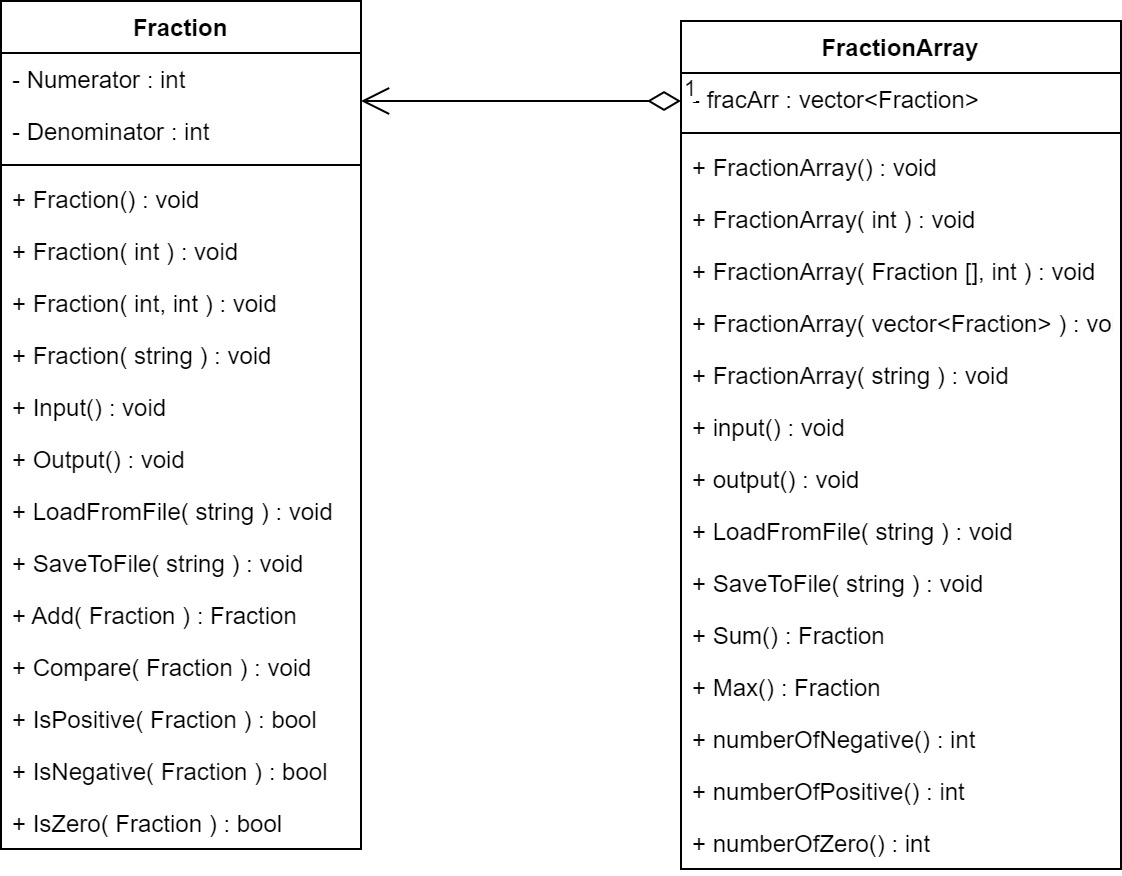 Fraction
- Numerator : int
- Denominator : int
+ Fraction() : void
+ Fraction( int ) : void
+ Fraction( int, int ) : void
+ Fraction( string ) : void
+ Input() : void
+ Output() : void
+ LoadFromFile( string ) : void
+ SaveToFile( string ) : void
+ Add( Fraction ) : Fraction
+ Compare( Fraction ) : void
+ IsPositive( Fraction ) : bool
+ IsNegative( Fraction ) : bool
+ IsZero( Fraction ) : bool
1
FractionArray
- fracArr : vector<Fraction>
+ FractionArray() : void
+ FractionArray( int ) : void
+ FractionArray( Fraction [], int ) : void
+ FractionArray( vector<Fraction> ) : vo
+ FractionArray( string ) : void
+ input() : void
+ output() : void
+ LoadFromFile( string ) : void
+ SaveToFile( string ) : void
+ Sum() : Fraction
+ Max() : Fraction
+ numberOfNegative() : int
+ numberOfPositive() : int
+ numberOfZero() : int